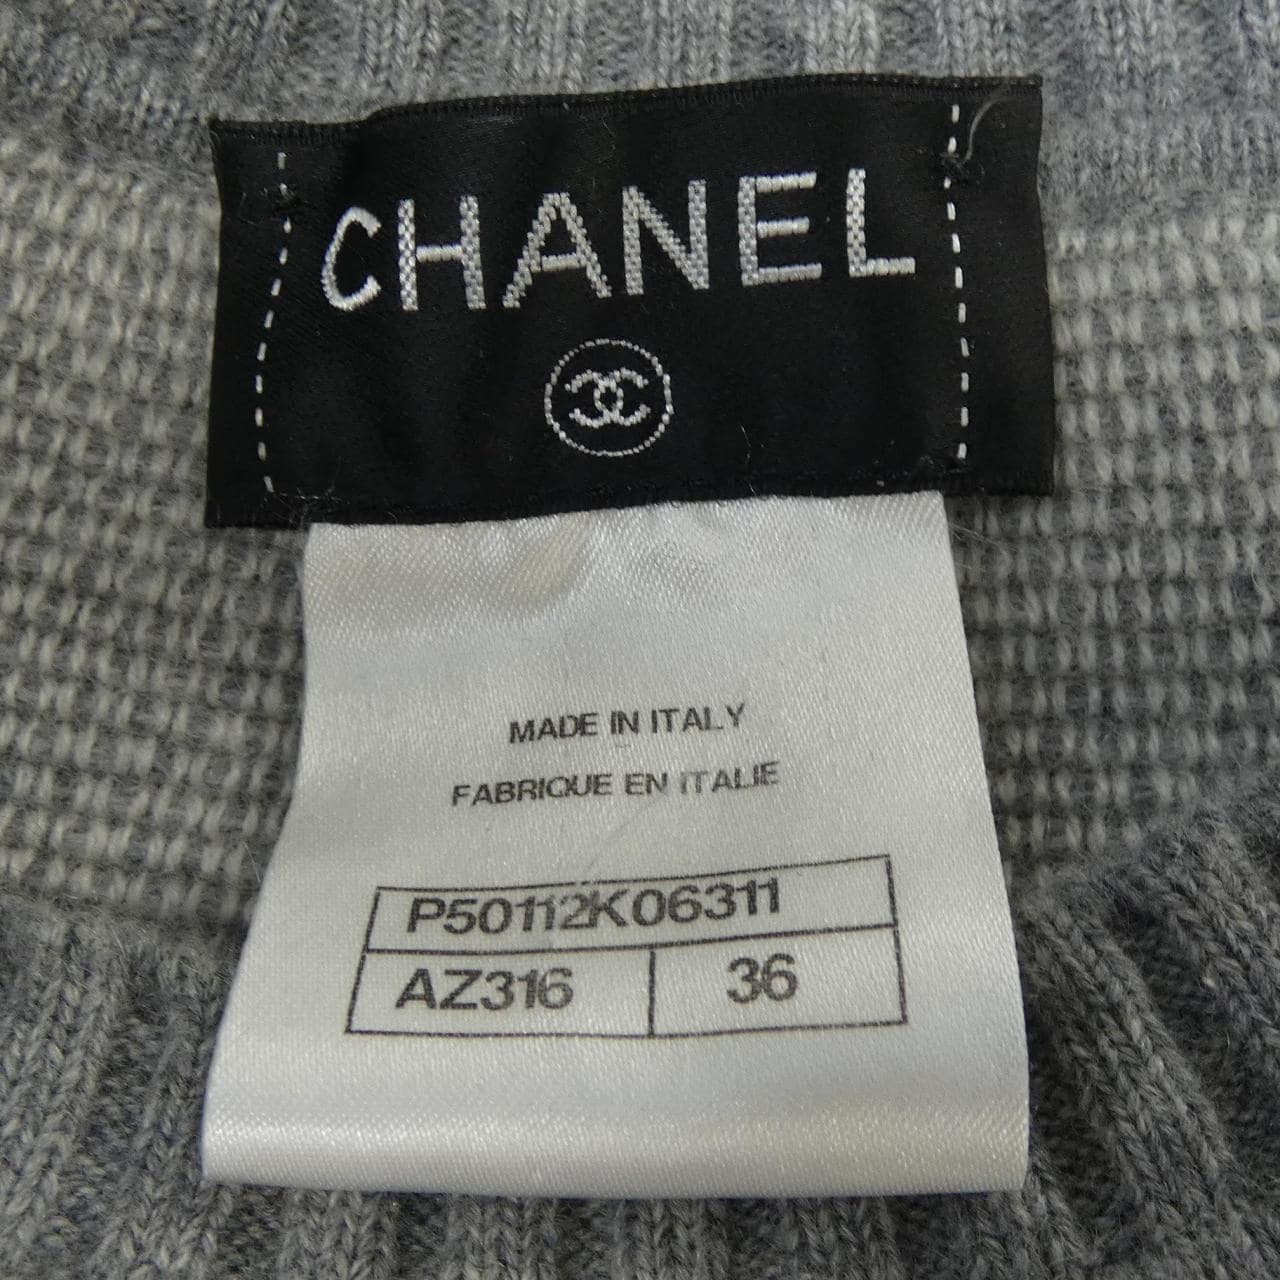 CHANEL
MADE IN ITALY
FABRIQUE EN ITALIE
P50112K06311
AZ316 36